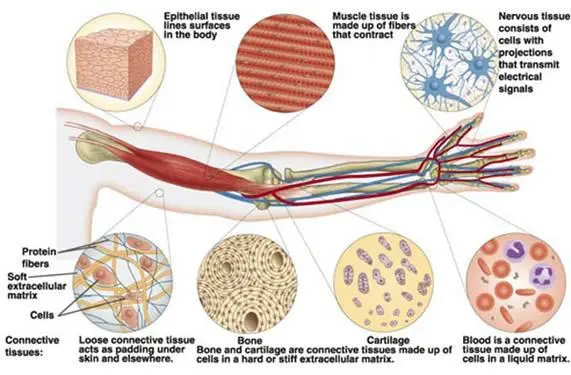 Epithelial tissue
lines surfaces
in the body
Muscle tissue is
made up of fibers
that contract
Nervous tissue
consists of
cells with
projections
that transmit
electrical
signals
Protein
fibers
Soft
extracellular
matrix
Cells
Connective
tissues:
Loose connective tissue
acts as padding under
skin and elsewhere.
Bone
Cartilage
Bone and cartilage are connective tissues made up of
cells in a hard or stiff extracellular matrix.
Blood is a connective
tissue made up of
cells in a liquid matrix.